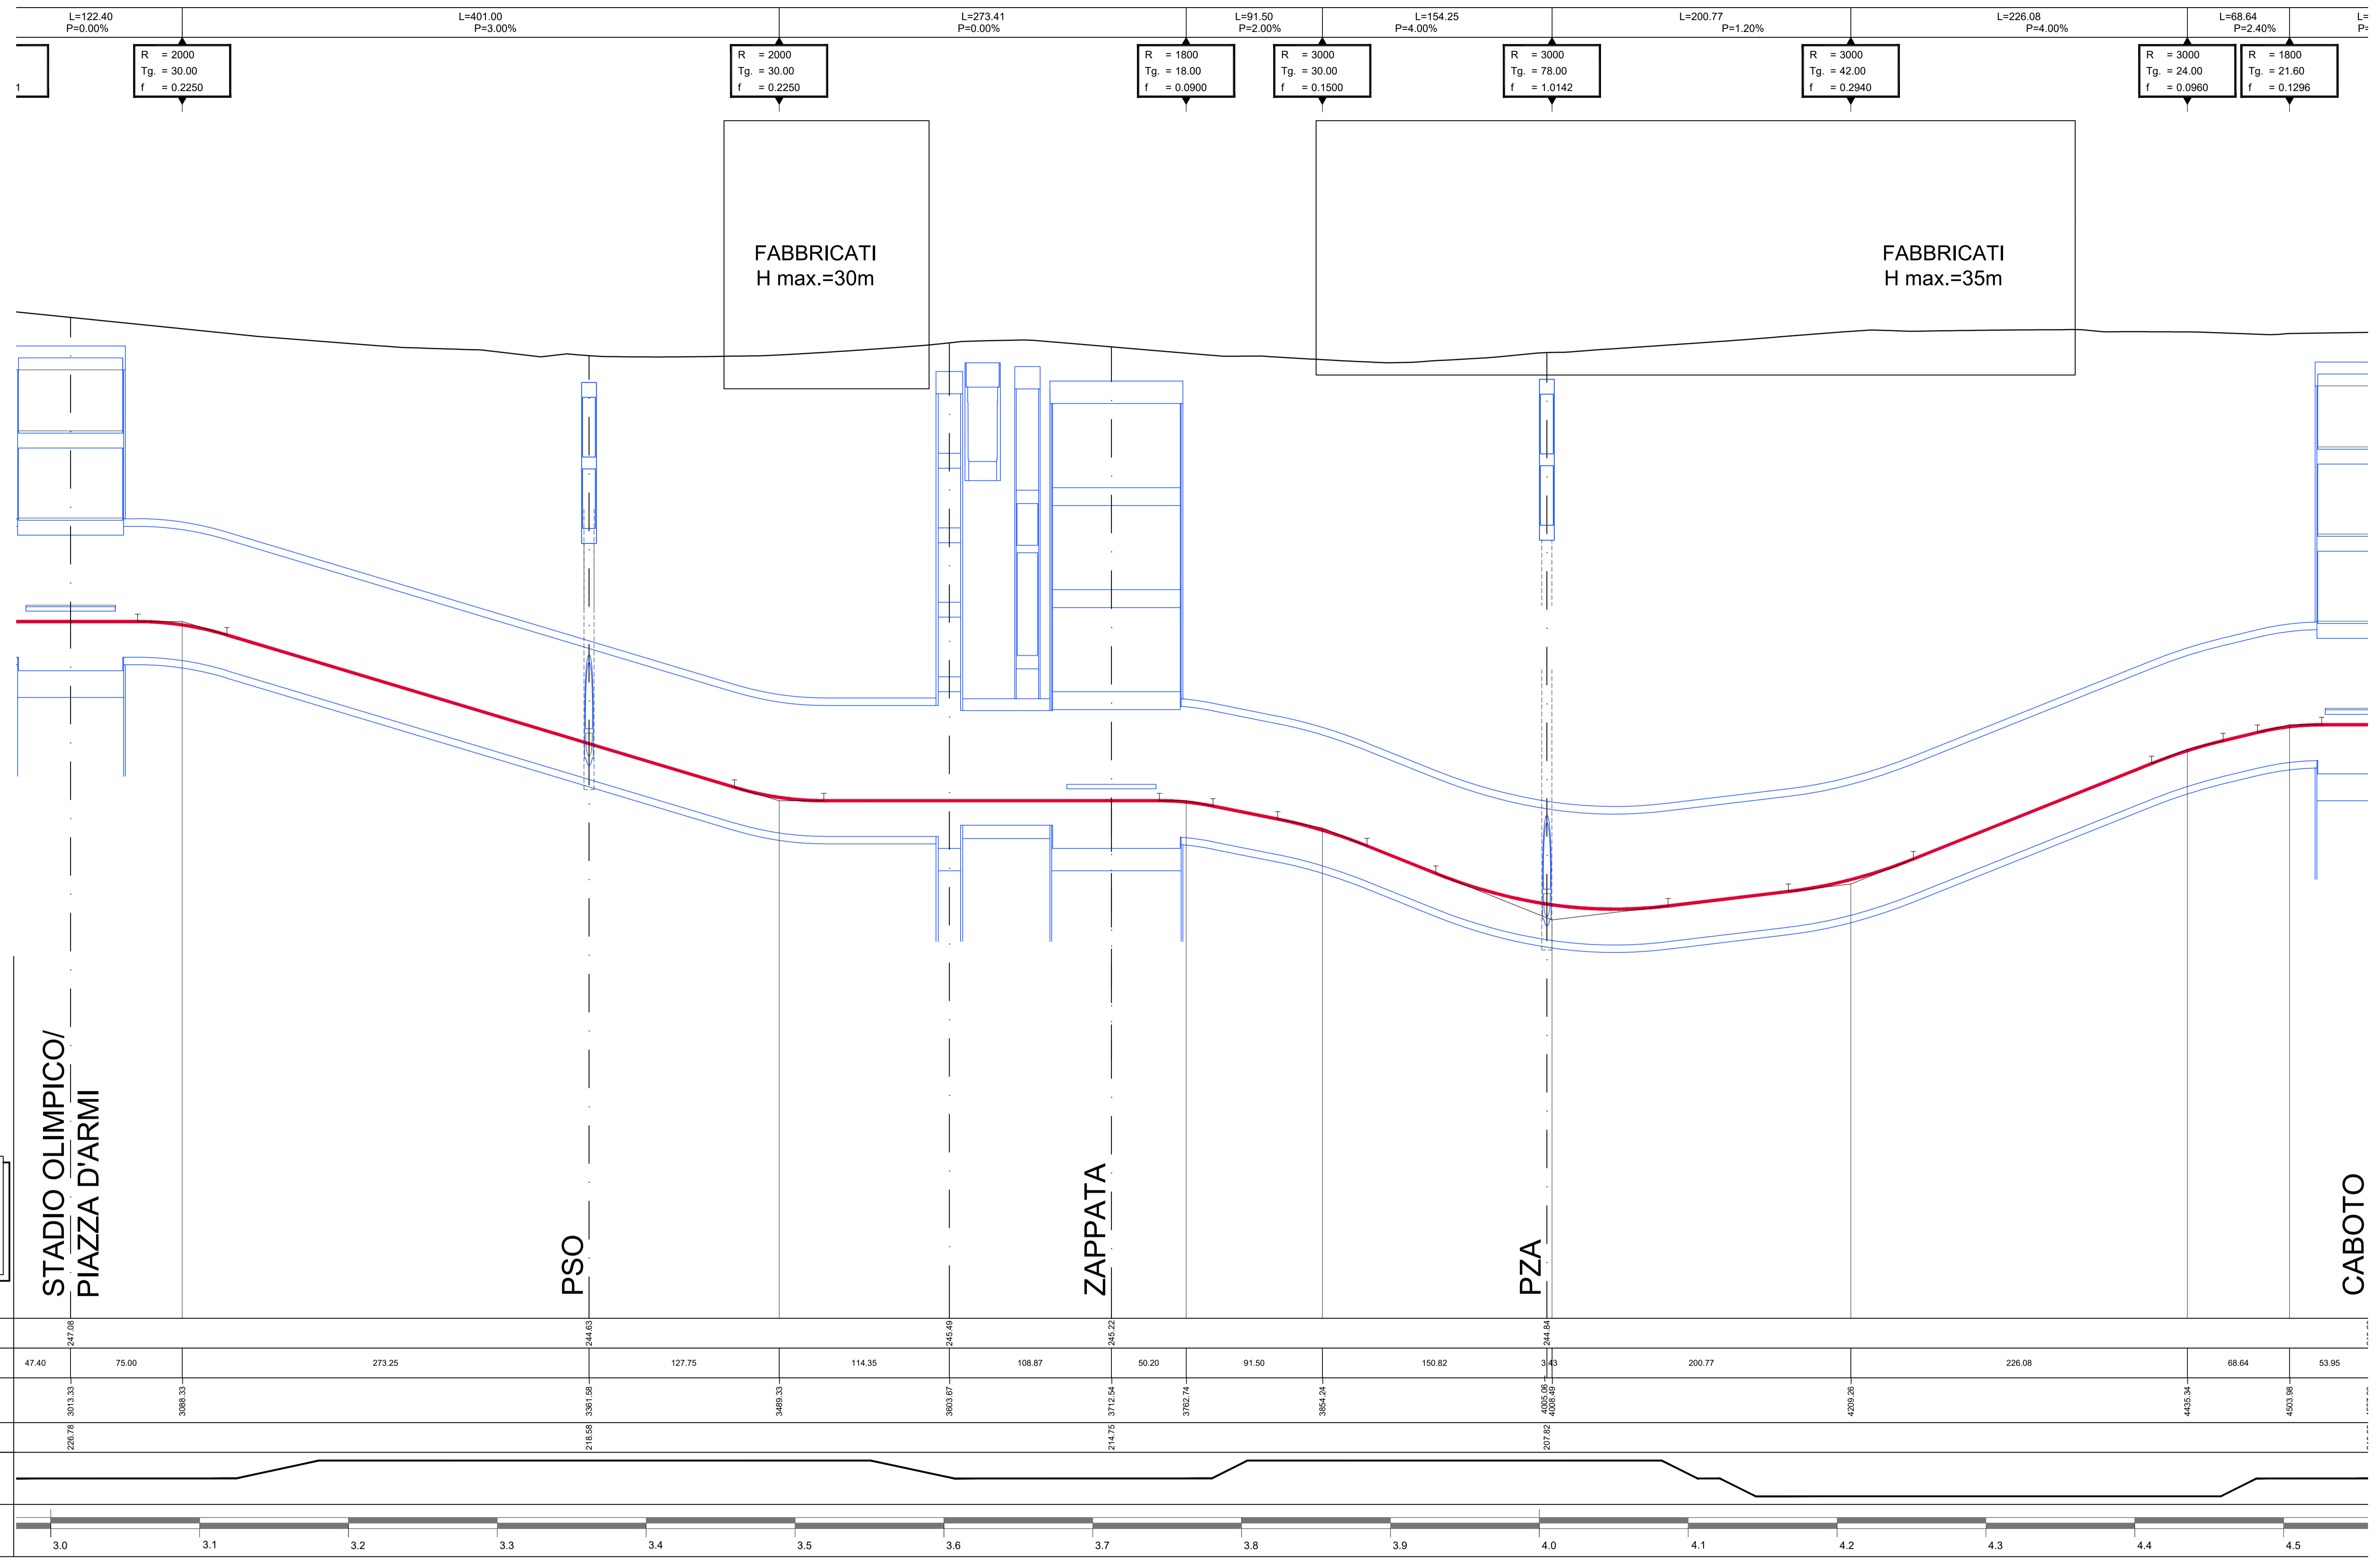 L=122.40 L=401.00 L=273.41 L=91.50 L=154.25 L=200.77 L=226.08 L=68.64 L=
P=0.00% P=3.00% P=0.00% P=2.00% P=4.00% P=1.20% P=4.00% P=2.40% P=
1
R = 2000
Tg. = 30.00
f = 0.2250
R = 2000
Tg. = 30.00
f = 0.2250
R = 1800
Tg. = 18.00
f = 0.0900
R = 3000
Tg. = 30.00
f = 0.1500
R = 3000
Tg. = 78.00
f = 1.0142
R = 3000
Tg. = 42.00
f = 0.2940
R = 3000
Tg. = 24.00
f = 0.0960
R = 1800
Tg. = 21.60
f = 0.1296
FABBRICATI
H max.=30m
FABBRICATI
H max.=35m
STADIO OLIMPICO/
PIAZZA D'ARMI
PSO
ZAPPATA
PZA
CABOTO
247.08 244.63 245.49 245.22 244.84
47.40 75.00 273.25 127.75 114.35 108.87 50.20 91.50 150.82 3.43 200.77 226.08 68.64 53.95
3013.33 3088.33 3361.58 3489.33 3603.67 3712.54 3762.74 3854.24 4005.06 4008.49 4209.26 4435.34 4503.98
226.78 218.58 214.75 207.82
3.0 3.1 3.2 3.3 3.4 3.5 3.6 3.7 3.8 3.9 4.0 4.1 4.2 4.3 4.4 4.5